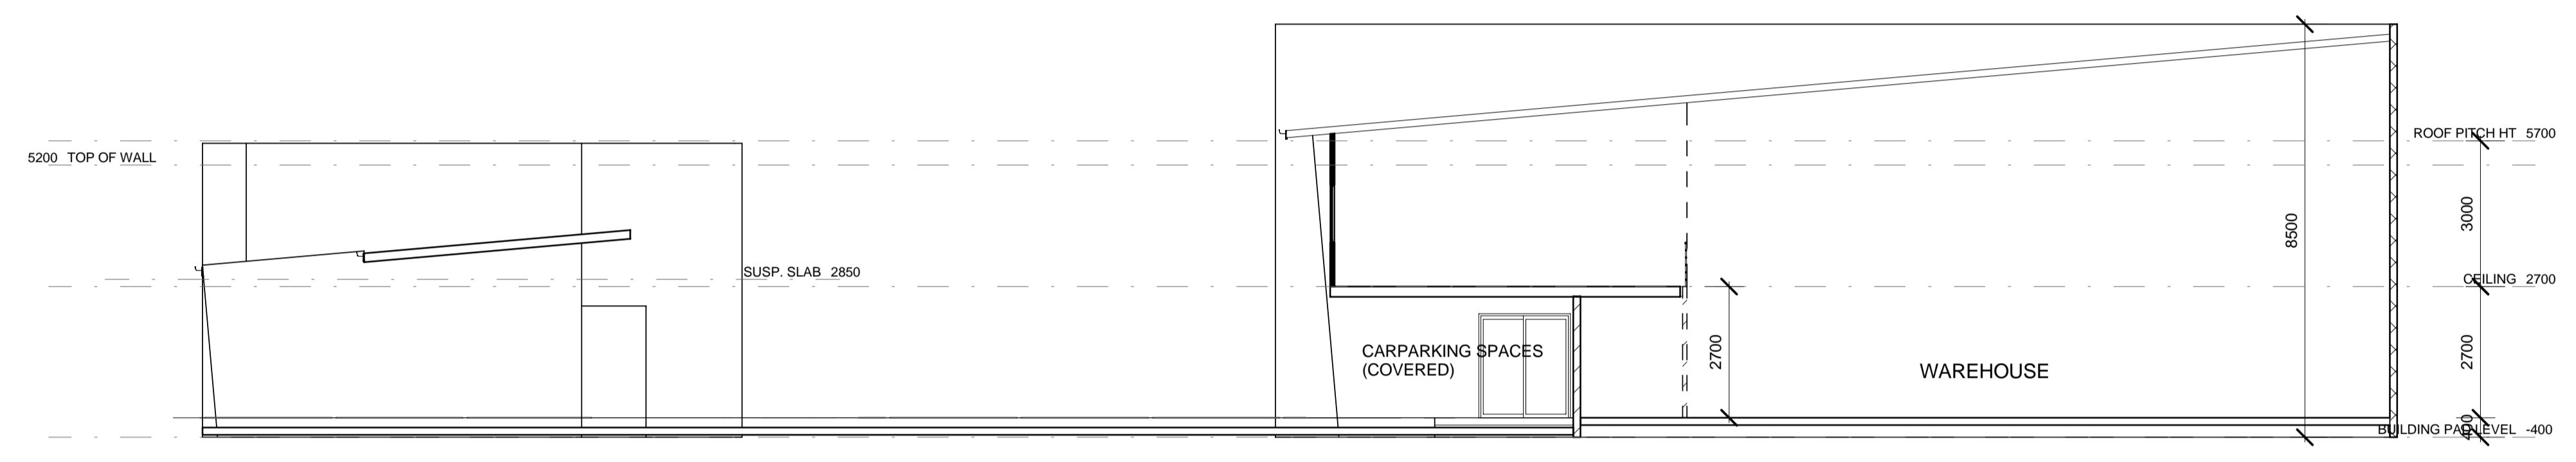 ROOF PITCH HT 5700
5200 TOP OF WALL
8500
3000
SUSP. SLAB 2850
CEILING 2700
CARPARKING SPACES
(COVERED)
2700
WAREHOUSE
2700
400
BUILDING PAD LEVEL -400